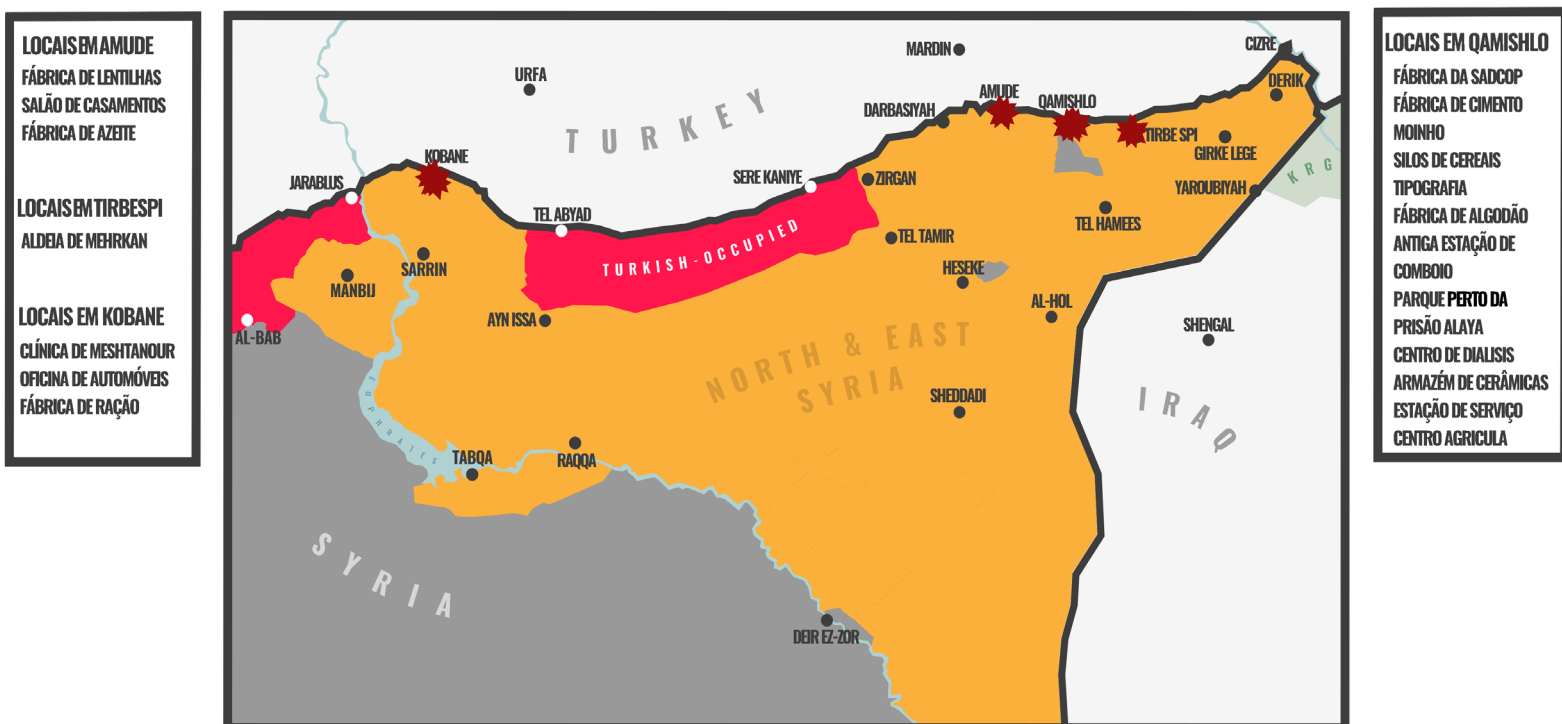 LOCAIS EM AMUDE
FÁBRICA DE LENTILHAS
SALÃO DE CASAMENTOS
FÁBRICA DE AZEITE
LOCAIS EM TIRBESPI
ALDEIA DE MEHRKAN
LOCAIS EM KOBANE
CLÍNICA DE MESHTANOUR
OFICINA DE AUTOMÓVEIS
FÁBRICA DE RAÇÃO
MARDIN
CIZRE
URFA
DERIK
AMUDE
QAMISHLO
TURKEY
DARBASIYAH
TIRBE SPI
GIRKE LEGE
KOBANE
KRG
JARABLUS
SERE KANIYE
ZIRGAN
YAROUBIYAH
TEL ABYAD
TEL HAMEES
TURKISH-OCCUPIED
TEL TAMIR
SARRIN
HESEKE
MANBIJ
AL-HOL
AYN ISSA
SHENGAL
AL-BAB
NORTH & EAST
SYRIA
SHEDDADI
IRAQ
EUPHRATES
TABQA
RAQQA
SYRIA
DEIR EZ-ZOR
LOCAIS EM QAMISHLO
FÁBRICA DA SADCOP
FÁBRICA DE CIMENTO
MOINHO
SILOS DE CEREAIS
TIPOGRAFIA
FÁBRICA DE ALGODÃO
ANTIGA ESTAÇÃO DE
COMBOIO
PARQUE PERTO DA
PRISÃO ALAYA
CENTRO DE DIALISIS
ARMAZÉM DE CERÂMICAS
ESTAÇÃO DE SERVIÇO
CENTRO AGRICULA